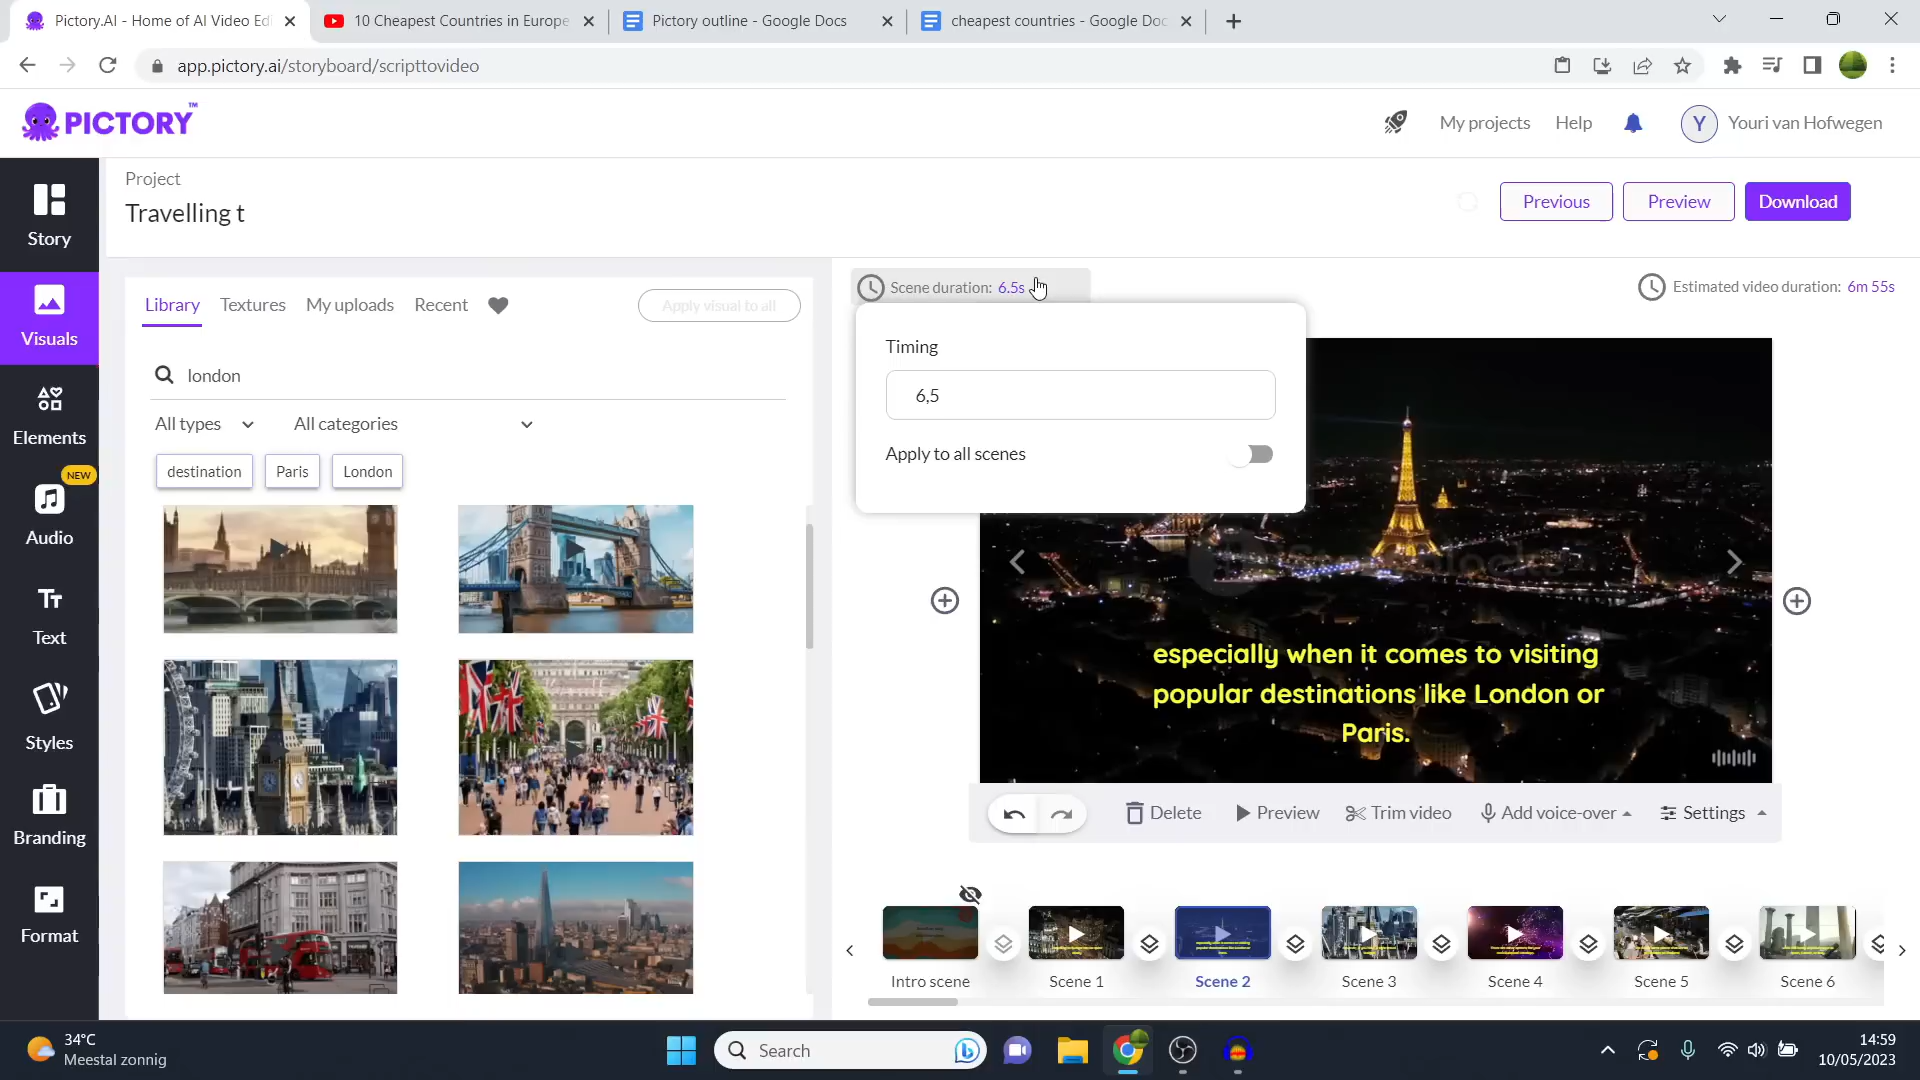 Pictory.AI - Home of AI Video Edi
10 Cheapest Countries in Europe
Pictory outline - Google Docs
cheapest countries - Google Doc
app.pictory.ai/storyboard/scripttovideo
PICTORY™
My projects
Help
Y
Youri van Hofwegen
Story
Visuals
Elements
NEW
Audio
Text
Styles
Branding
Format
Project
Travelling t
Previous
Preview
Download
Library
Textures
My uploads
Recent
Apply visual to all
london
All types
All categories
destination
Paris
London
Scene duration: 6.5s
Estimated video duration: 6m 55s
Timing
6,5
Apply to all scenes
especially when it comes to visiting
popular destinations like London or
Paris.
Delete
Preview
Trim video
Add voice-over
Settings
Intro scene
Scene 1
Scene 2
Scene 3
Scene 4
Scene 5
Scene 6
34°C
Meestal zonnig
Search
14:59
10/05/2023